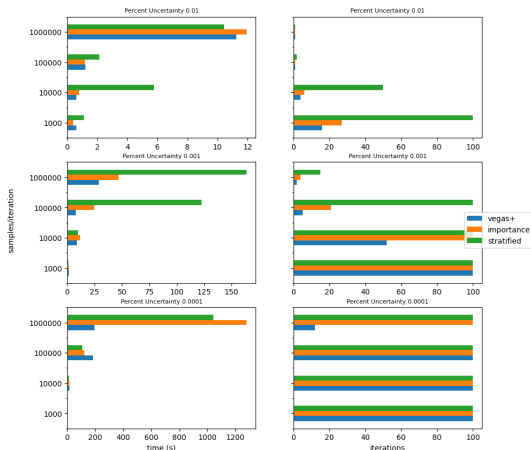 Percent Uncertainty 0.01
Percent Uncertainty 0.01
1000000
100000
10000
1000
0 2 4 6 8 10 12
0 20 40 60 80 100
Percent Uncertainty 0.001
Percent Uncertainty 0.001
1000000
100000
10000
1000
0 25 50 75 100 125 150
0 20 40 60 80 100
samples/iteration
vegas+
importance
stratified
Percent Uncertainty 0.0001
Percent Uncertainty 0.0001
1000000
100000
10000
1000
0 200 400 600 800 1000 1200
0 20 40 60 80 100
time (s)
iterations